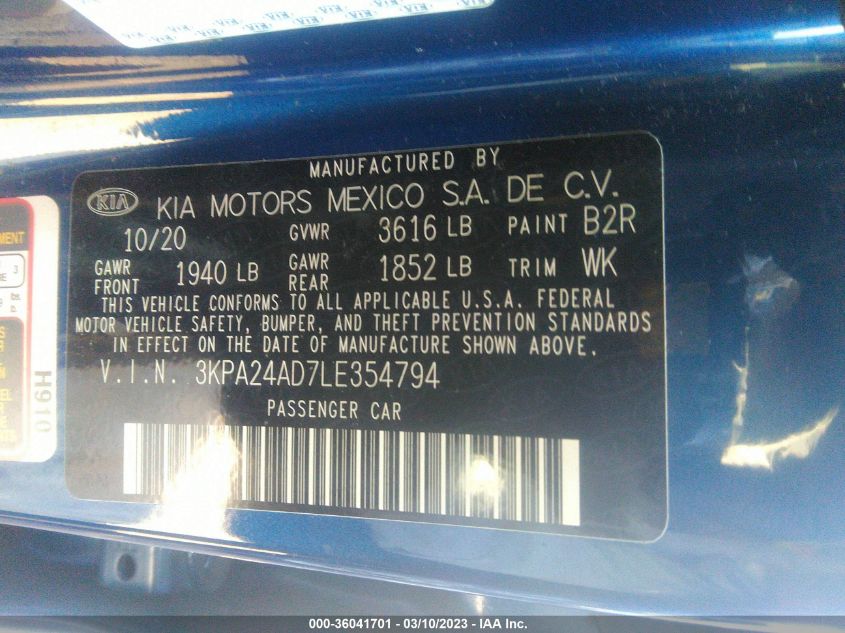 KIA
MANUFACTURED BY
KIA MOTORS MEXICO S.A. DE C.V.
10/20 GVWR 3616 LB PAINT B2R
GAWR FRONT 1940 LB GAWR REAR 1852 LB TRIM WK
THIS VEHICLE CONFORMS TO ALL APPLICABLE U.S.A. FEDERAL
MOTOR VEHICLE SAFETY, BUMPER, AND THEFT PREVENTION STANDARDS
IN EFFECT ON THE DATE OF MANUFACTURE SHOWN ABOVE.
V.I.N. 3KPA24AD7LE354794
PASSENGER CAR
H910
3
lbs.
000-36041701 - 03/10/2023 - IAA Inc.